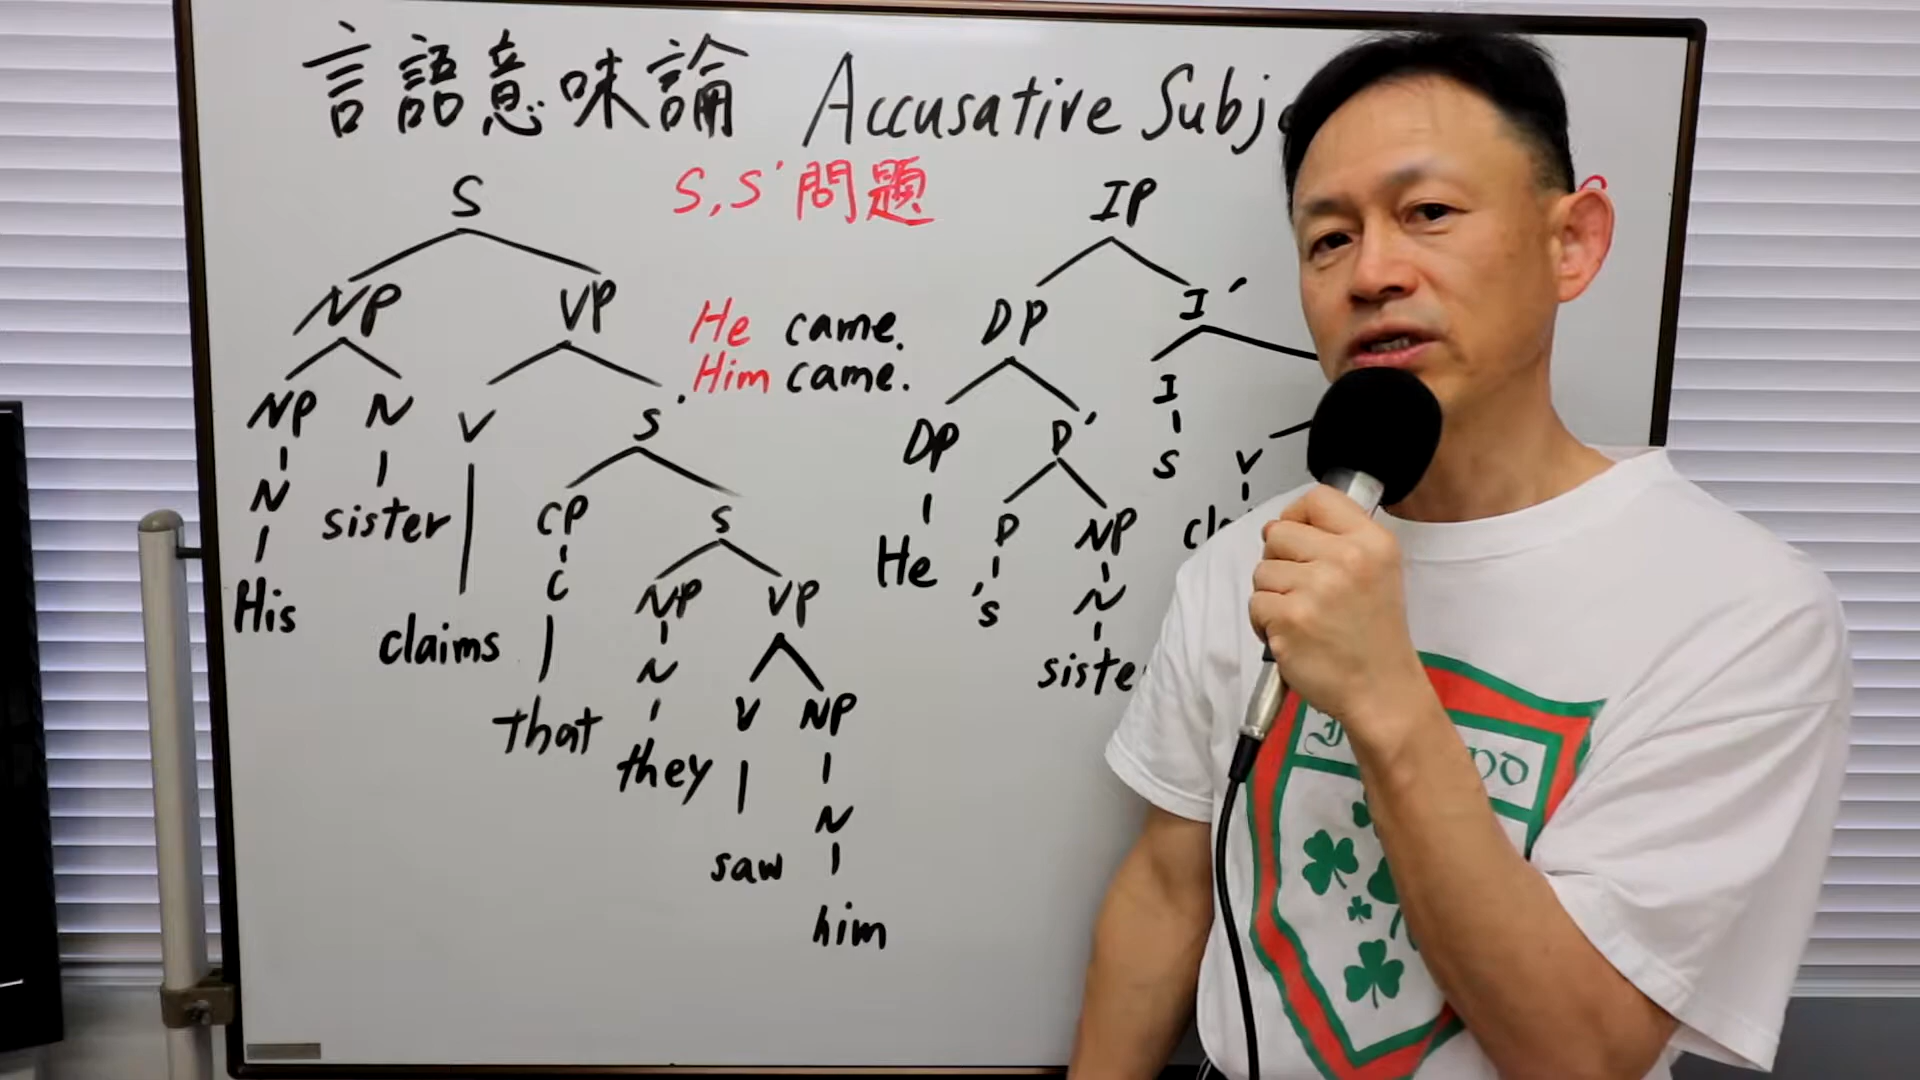 言語意味論 Accusative
S,S'問題
S
IP
NP VP
He came.
DP I'
Him came.
NP N V S'
DP D' I
N sister CP S
D NP S V
His claims C NP VP
He 's N
that N V NP
sister
they N
saw
him